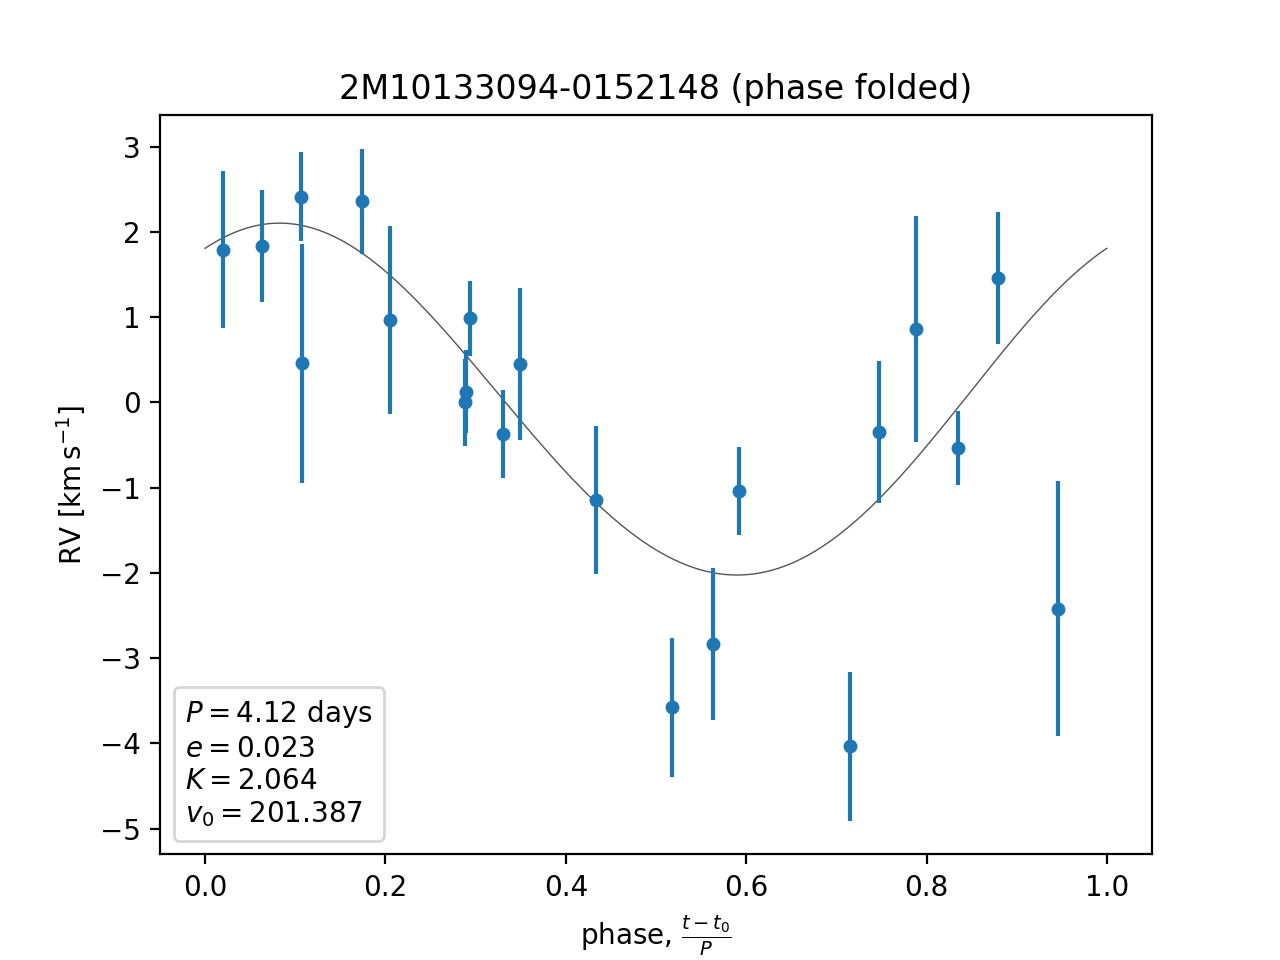 2M10133094-0152148 (phase folded)
3
2
1
0
−1
−2
−3
−4
−5
RV [km s⁻¹]
P = 4.12 days
e = 0.023
K = 2.064
v₀ = 201.387
0.0 0.2 0.4 0.6 0.8 1.0
phase, (t − t₀)/P